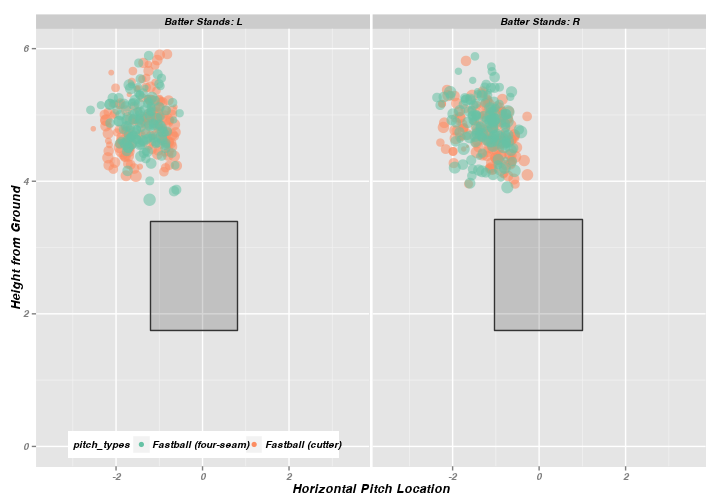 Batter Stands: L
Batter Stands: R
6
4
2
0
Height from Ground
pitch_types Fastball (four-seam) Fastball (cutter)
-2 0 2 -2 0 2
Horizontal Pitch Location